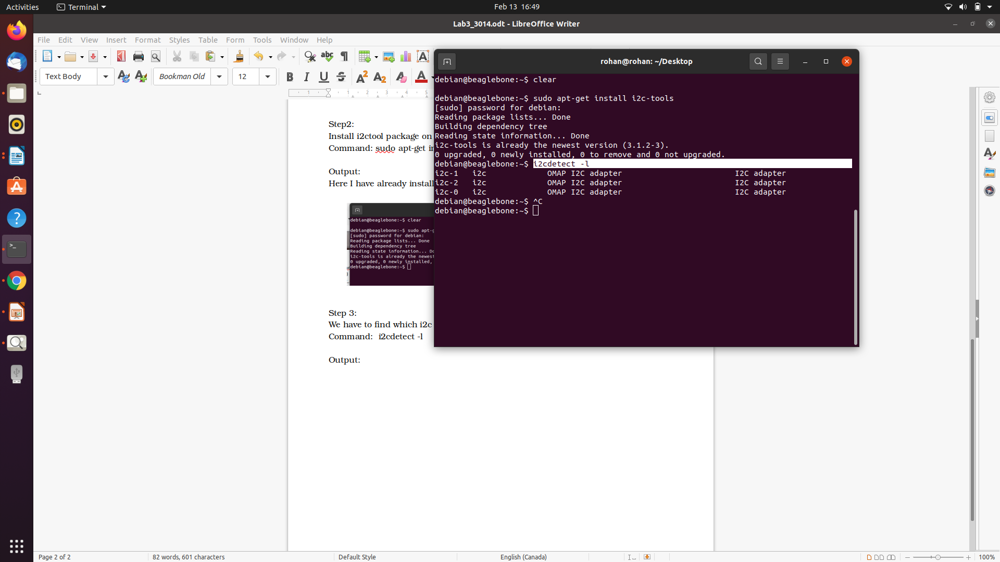 Activities
Terminal
Feb 13 16:49
Lab3_3014.odt - LibreOffice Writer
File Edit View Insert Format Styles Table Form Tools Window Help
Text Body
Bookman Old
12
1 1 2 3 4 5
Step2:
Install i2ctool package on
Command: sudo apt-get in
Output:
Here I have already install
debian@beaglebone:~$ clear
debian@beaglebone:~$ sudo apt-g
[sudo] password for debian:
Reading package lists... Done
Building dependency tree
Reading state information... Do
i2c-tools is already the newest
0 upgraded, 0 newly installed,
debian@beaglebone:~$
Step 3:
We have to find which i2c
Command:  i2cdetect -l
Output:
rohan@rohan: ~/Desktop
debian@beaglebone:~$ clear
debian@beaglebone:~$ sudo apt-get install i2c-tools
[sudo] password for debian:
Reading package lists... Done
Building dependency tree
Reading state information... Done
i2c-tools is already the newest version (3.1.2-3).
0 upgraded, 0 newly installed, 0 to remove and 0 not upgraded.
debian@beaglebone:~$ i2cdetect -l
i2c-1 i2c OMAP I2C adapter I2C adapter
i2c-2 i2c OMAP I2C adapter I2C adapter
i2c-0 i2c OMAP I2C adapter I2C adapter
debian@beaglebone:~$ ^C
debian@beaglebone:~$
Page 2 of 2
82 words, 601 characters
Default Style
English (Canada)
100%